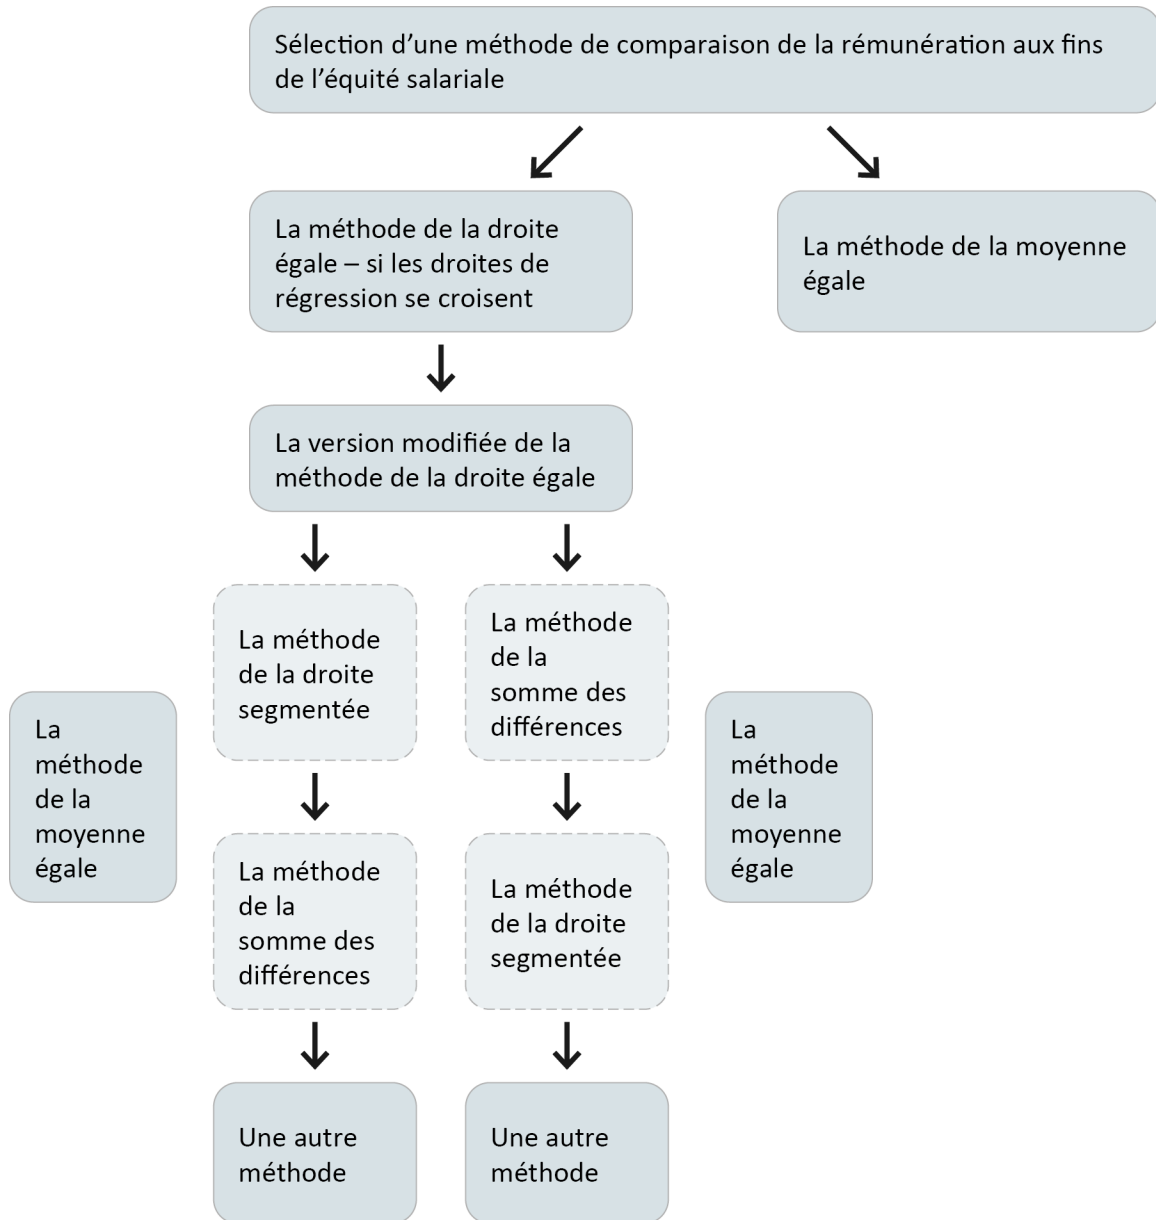 Sélection d’une méthode de comparaison de la rémunération aux fins
de l’équité salariale
La méthode de la droite
égale – si les droites de
régression se croisent
La méthode de la moyenne
égale
La version modifiée de la
méthode de la droite égale
La méthode
de la droite
segmentée
La méthode
de la
somme des
différences
La
méthode
de la
moyenne
égale
La
méthode
de la
moyenne
égale
La méthode
de la
somme des
différences
La méthode
de la droite
segmentée
Une autre
méthode
Une autre
méthode